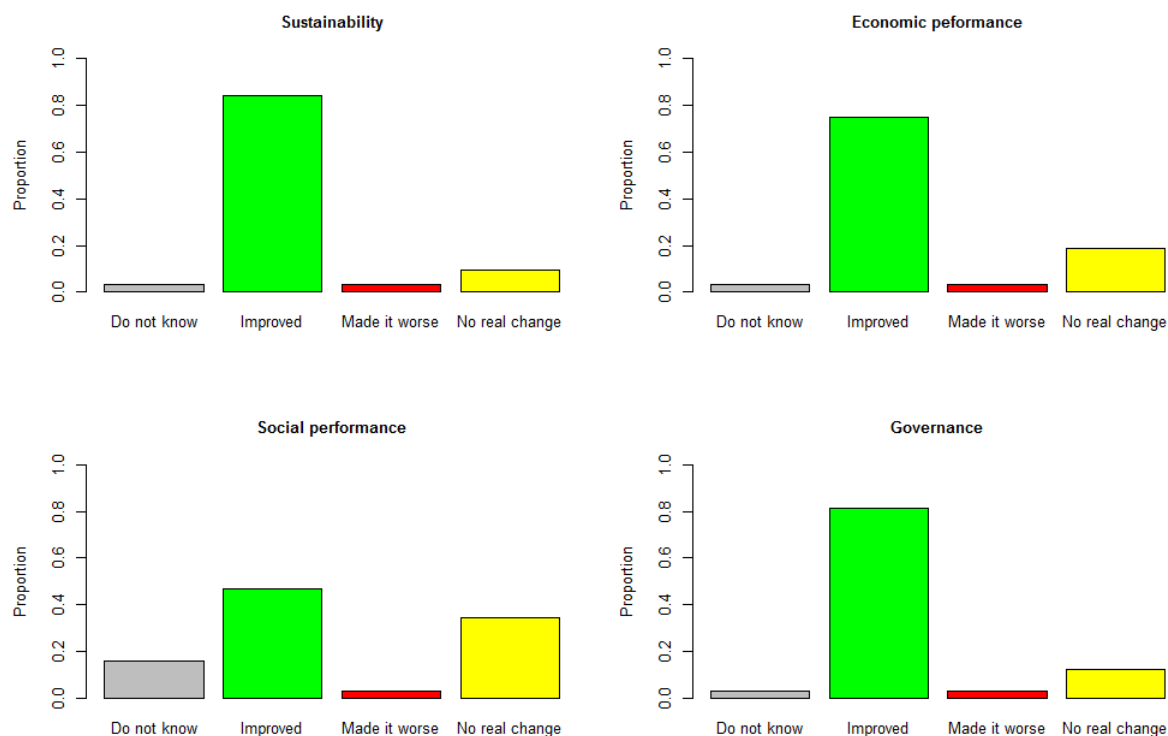 Sustainability
Proportion
0.0 0.2 0.4 0.6 0.8 1.0
Do not know Improved Made it worse No real change
Economic peformance
Proportion
0.0 0.2 0.4 0.6 0.8 1.0
Do not know Improved Made it worse No real change
Social performance
Proportion
0.0 0.2 0.4 0.6 0.8 1.0
Do not know Improved Made it worse No real change
Governance
Proportion
0.0 0.2 0.4 0.6 0.8 1.0
Do not know Improved Made it worse No real change